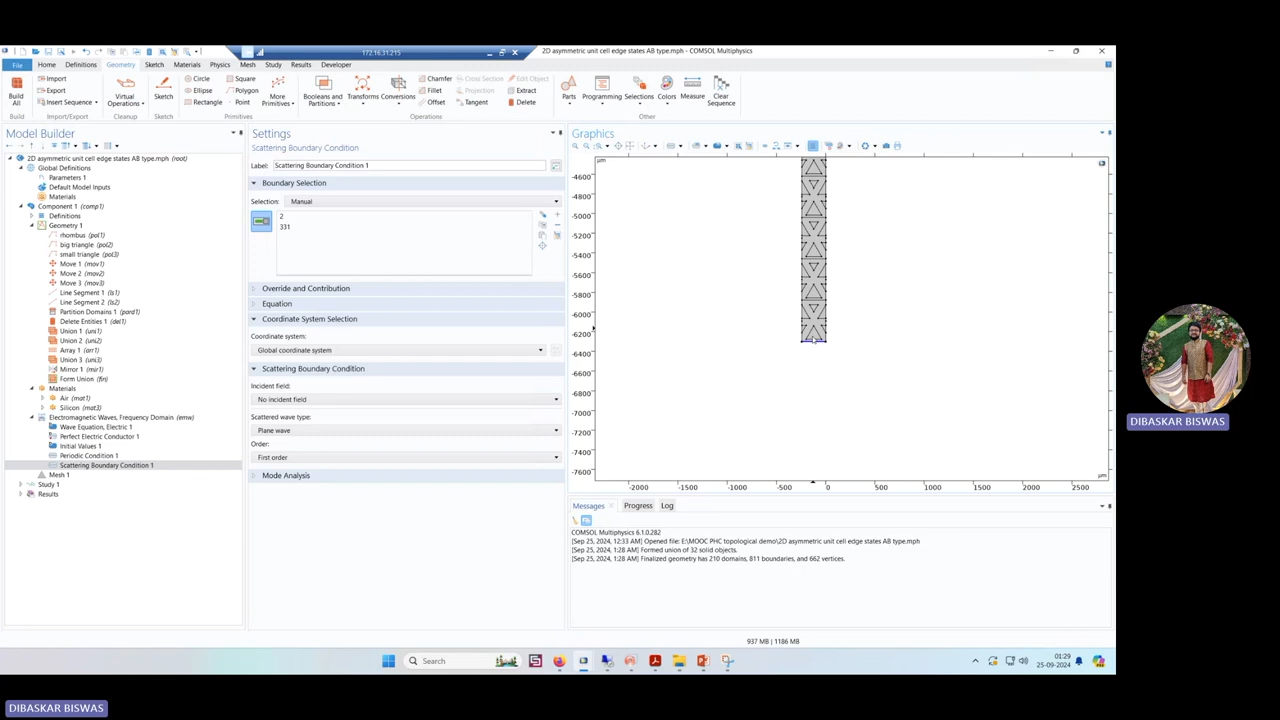 172.16.31.215
2D asymmetric unit cell edge states AB type.mph - COMSOL Multiphysics
File Home Definitions Geometry Sketch Materials Physics Mesh Study Results Developer
Build All
Build
Import
Export
Insert Sequence
Import/Export
Virtual Operations
Cleanup
Sketch
Sketch
Circle
Ellipse
Rectangle
Square
Polygon
Point
More Primitives
Primitives
Booleans and Partitions
Transforms
Conversions
Chamfer
Fillet
Offset
Cross Section
Projection
Tangent
Edit Object
Extract
Delete
Operations
Parts
Programming
Selections
Colors
Measure
Clear Sequence
Other
Model Builder
2D asymmetric unit cell edge states AB type.mph (root)
Global Definitions
Parameters 1
Default Model Inputs
Materials
Component 1 (comp1)
Definitions
Geometry 1
rhombus (pol1)
big triangle (pol2)
small triangle (pol3)
Move 1 (mov1)
Move 2 (mov2)
Move 3 (mov3)
Line Segment 1 (ls1)
Line Segment 2 (ls2)
Partition Domains 1 (pard1)
Delete Entities 1 (del1)
Union 1 (uni1)
Union 2 (uni2)
Array 1 (arr1)
Union 3 (uni3)
Mirror 1 (mir1)
Form Union (fin)
Materials
Air (mat1)
Silicon (mat3)
Electromagnetic Waves, Frequency Domain (emw)
Wave Equation, Electric 1
Perfect Electric Conductor 1
Initial Values 1
Periodic Condition 1
Scattering Boundary Condition 1
Mesh 1
Study 1
Results
Settings
Scattering Boundary Condition
Label: Scattering Boundary Condition 1
Boundary Selection
Selection: Manual
2
331
Override and Contribution
Equation
Coordinate System Selection
Coordinate system:
Global coordinate system
Scattering Boundary Condition
Incident field:
No incident field
Scattered wave type:
Plane wave
Order:
First order
Mode Analysis
Graphics
µm
-4600
-4800
-5000
-5200
-5400
-5600
-5800
-6000
-6200
-6400
-6600
-6800
-7000
-7200
-7400
-7600
µm
-2000 -1500 -1000 -500 0 500 1000 1500 2000 2500
Messages Progress Log
COMSOL Multiphysics 6.1.0.282
[Sep 25, 2024, 12:33 AM] Opened file: E:\MOOC PHC topological demo\2D asymmetric unit cell edge states AB type.mph
[Sep 25, 2024, 1:28 AM] Formed union of 32 solid objects.
[Sep 25, 2024, 1:28 AM] Finalized geometry has 210 domains, 811 boundaries, and 662 vertices.
937 MB | 1186 MB
Search
01:29
25-09-2024
DIBASKAR BISWAS
DIBASKAR BISWAS